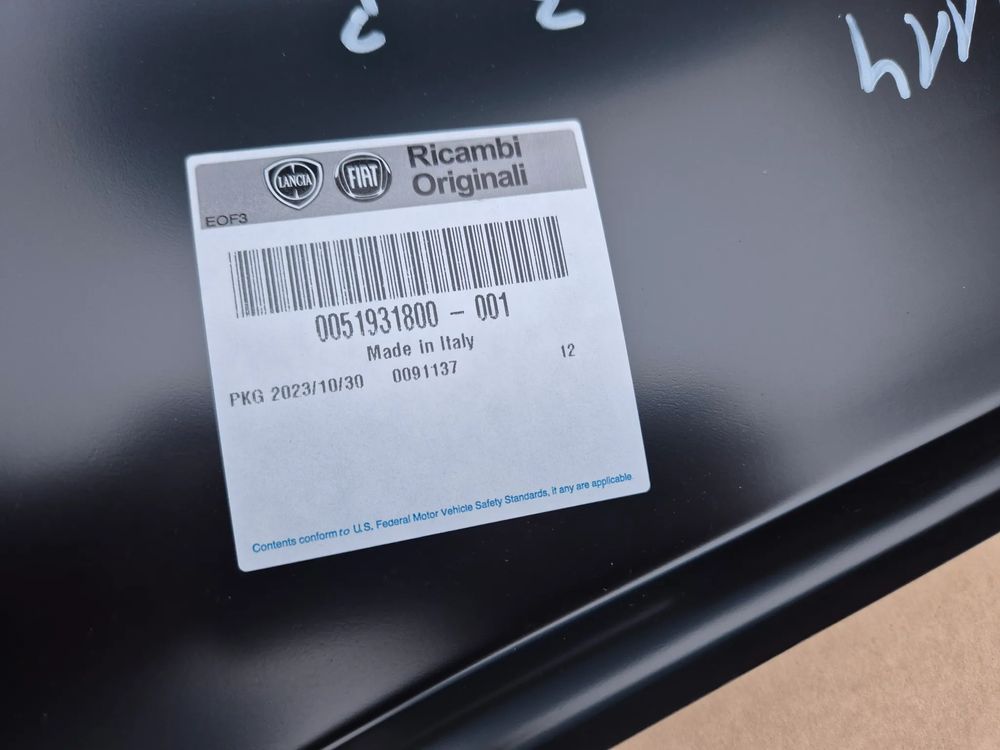 LANCIA
FIAT
Ricambi
Originali
EOF3
0051931800 - 001
Made in Italy
12
PKG 2023/10/30 0091137
Contents conform to U.S. Federal Motor Vehicle Safety Standards, if any are applicable